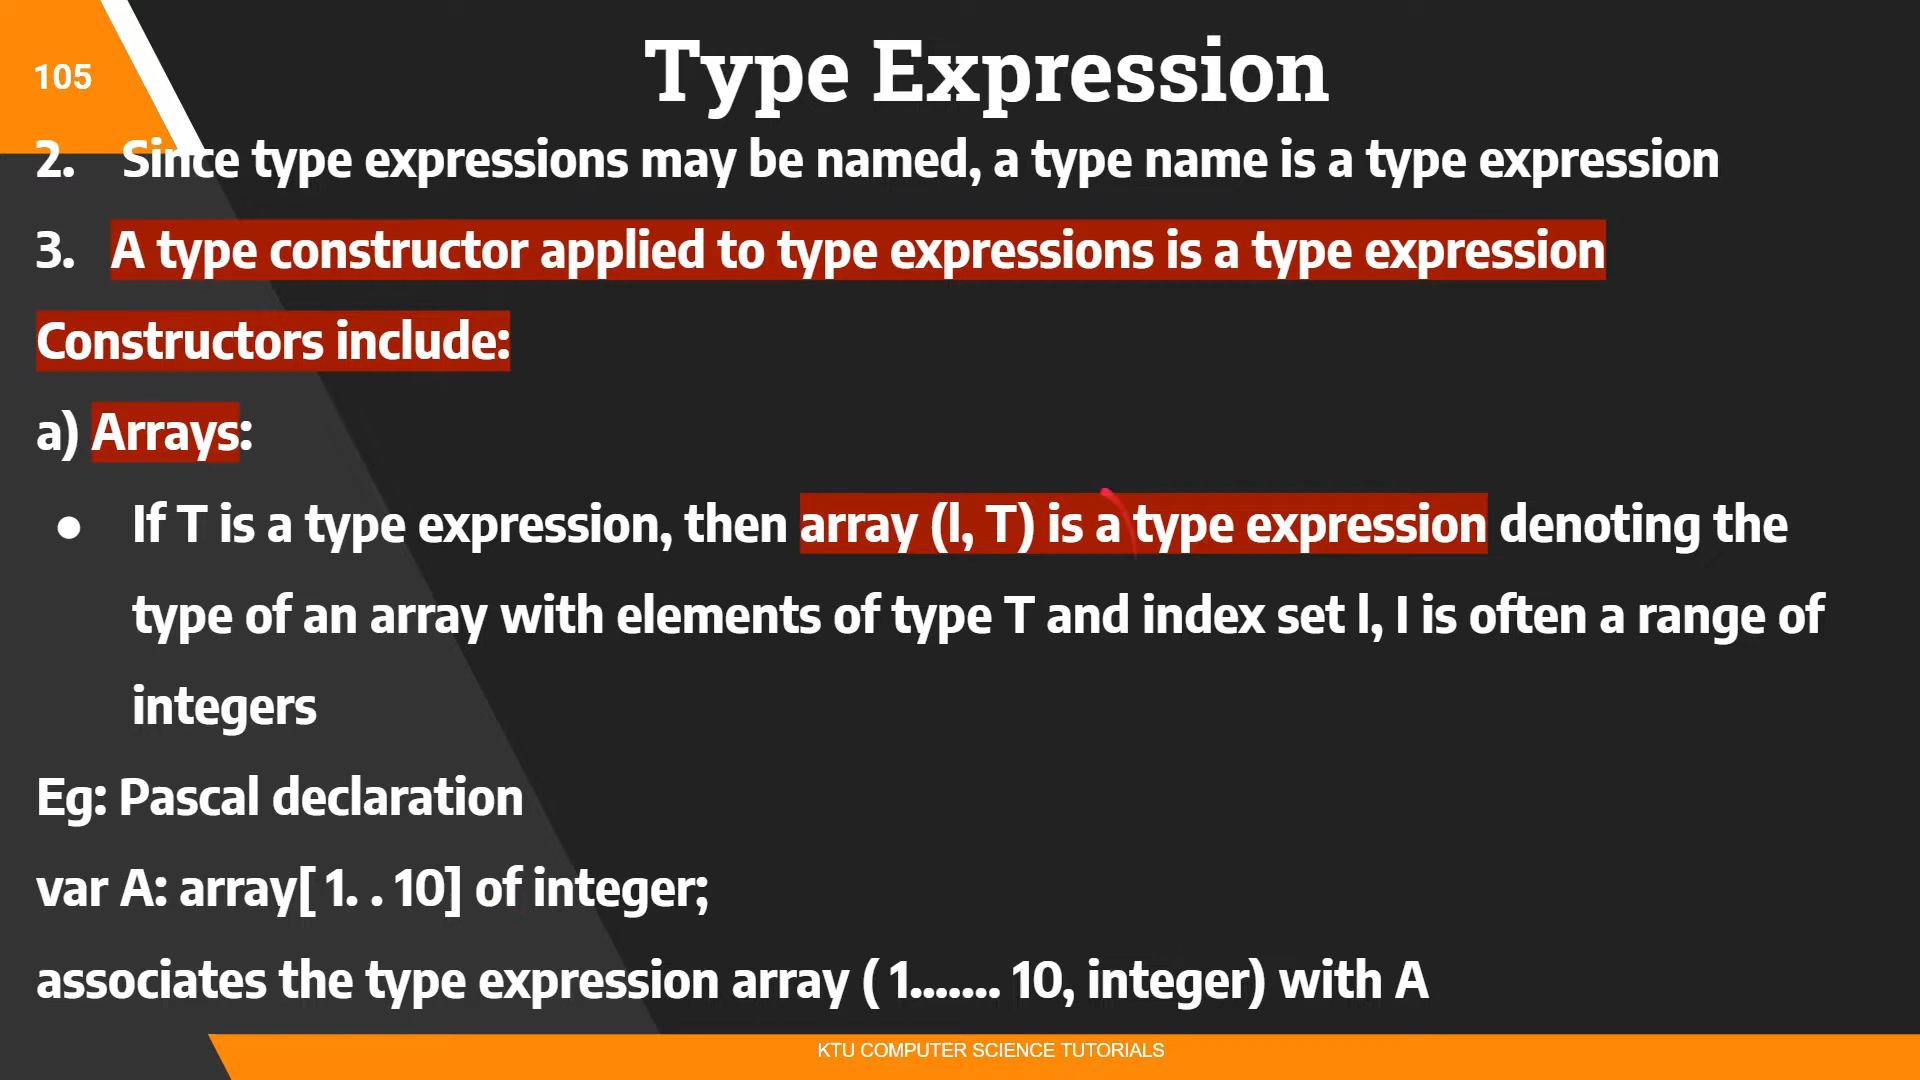 105
Type Expression
2. Since type expressions may be named, a type name is a type expression
3. A type constructor applied to type expressions is a type expression
Constructors include:
a) Arrays:
● If T is a type expression, then array (l, T) is a type expression denoting the
type of an array with elements of type T and index set l, I is often a range of
integers
Eg: Pascal declaration
var A: array[ 1. . 10] of integer;
associates the type expression array ( 1....... 10, integer) with A
KTU COMPUTER SCIENCE TUTORIALS